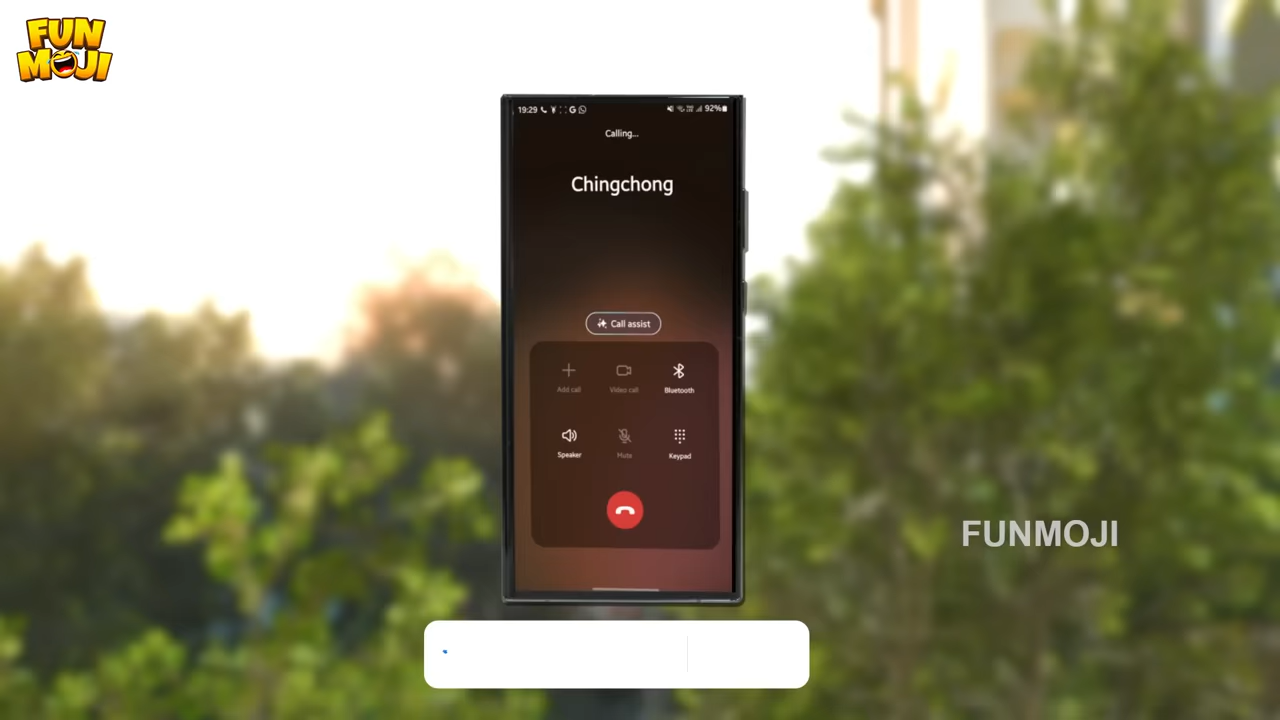 FUN
MOJI
19:29
92%
Calling...
Chingchong
Call assist
Add call
Video call
Bluetooth
Speaker
Mute
Keypad
FUNMOJI